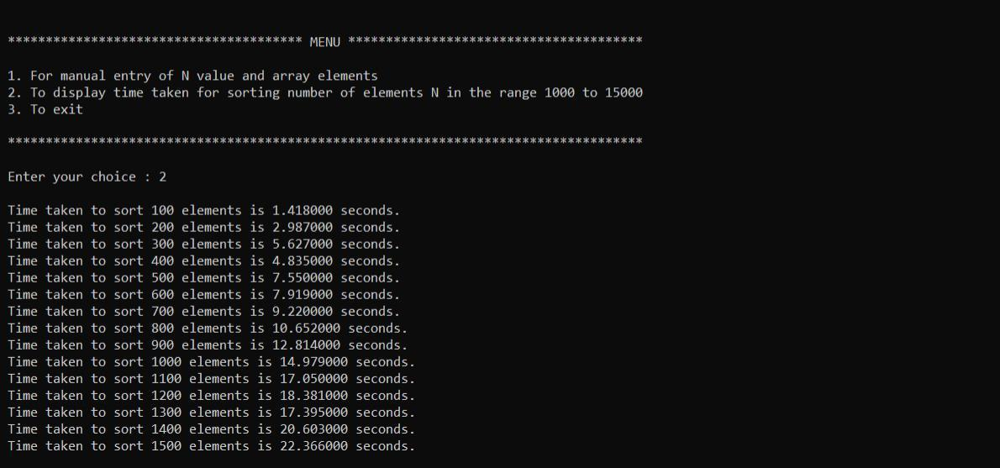 *************************************** MENU ***************************************
1. For manual entry of N value and array elements
2. To display time taken for sorting number of elements N in the range 1000 to 15000
3. To exit
************************************************************************************
Enter your choice : 2
Time taken to sort 100 elements is 1.418000 seconds.
Time taken to sort 200 elements is 2.987000 seconds.
Time taken to sort 300 elements is 5.627000 seconds.
Time taken to sort 400 elements is 4.835000 seconds.
Time taken to sort 500 elements is 7.550000 seconds.
Time taken to sort 600 elements is 7.919000 seconds.
Time taken to sort 700 elements is 9.220000 seconds.
Time taken to sort 800 elements is 10.652000 seconds.
Time taken to sort 900 elements is 12.814000 seconds.
Time taken to sort 1000 elements is 14.979000 seconds.
Time taken to sort 1100 elements is 17.050000 seconds.
Time taken to sort 1200 elements is 18.381000 seconds.
Time taken to sort 1300 elements is 17.395000 seconds.
Time taken to sort 1400 elements is 20.603000 seconds.
Time taken to sort 1500 elements is 22.366000 seconds.